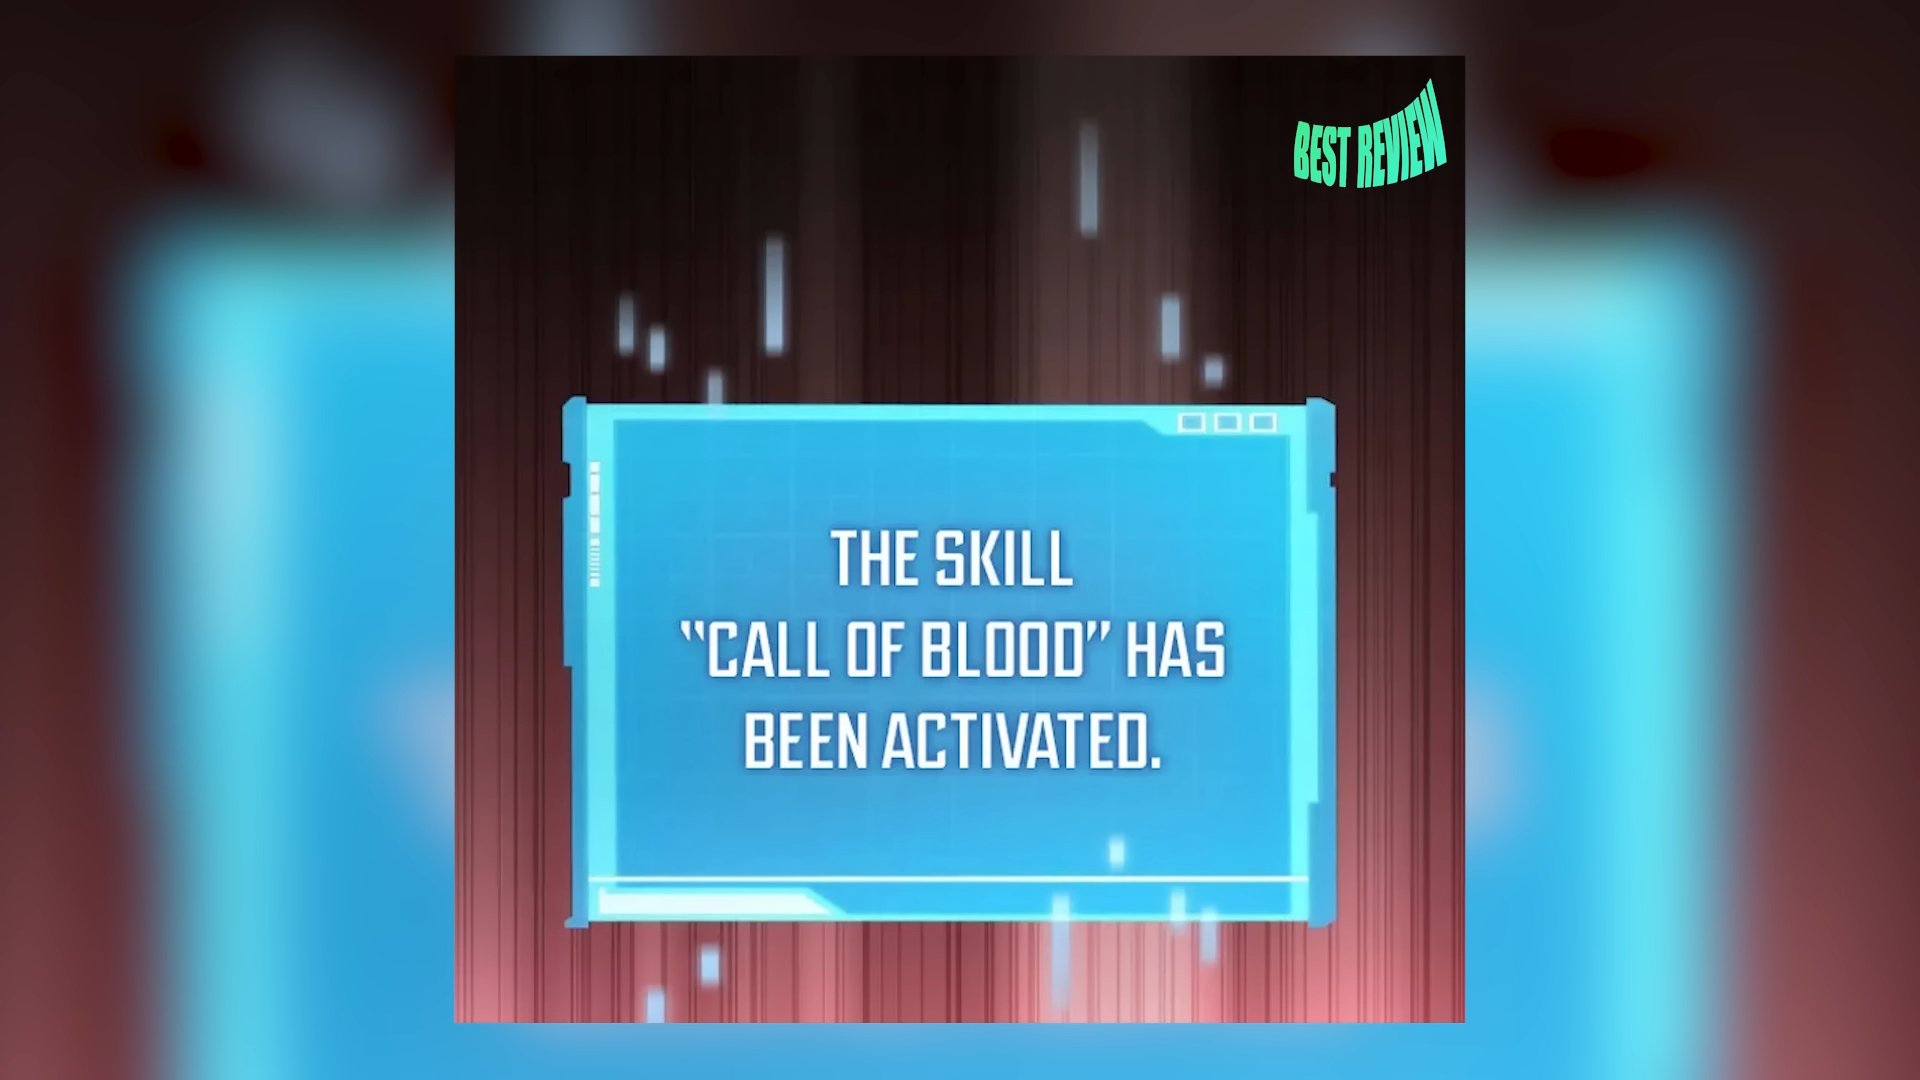 BEST REVIEW
THE SKILL
“CALL OF BLOOD” HAS
BEEN ACTIVATED.